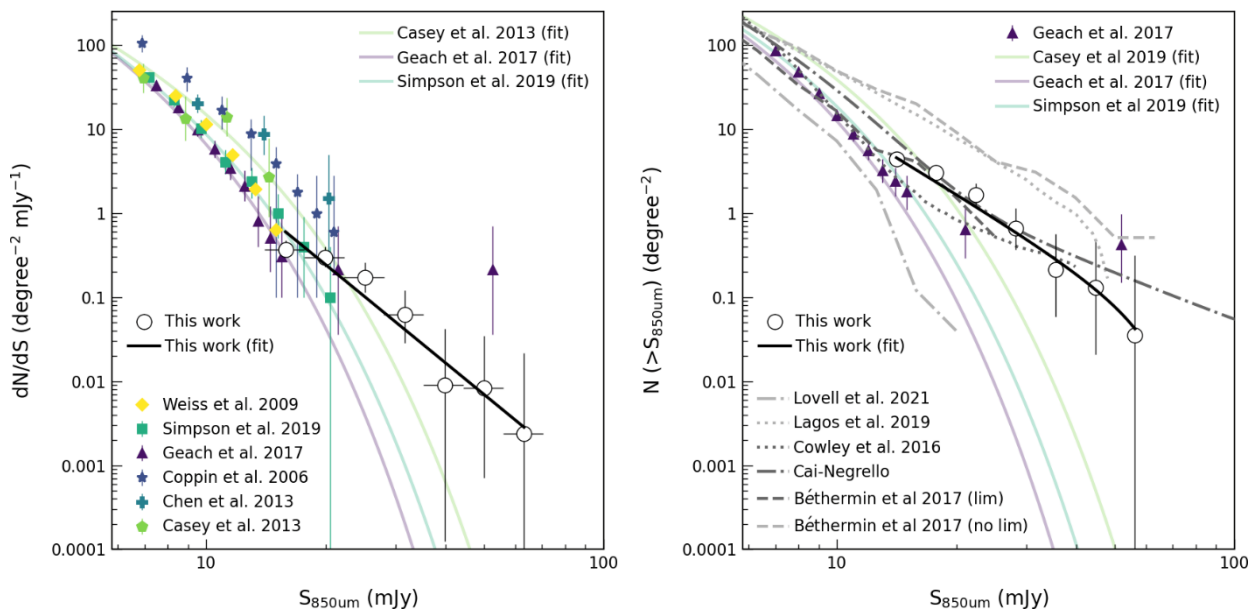 Casey et al. 2013 (fit)
Geach et al. 2017 (fit)
Simpson et al. 2019 (fit)
100
10
1
0.1
0.01
0.001
0.0001
dN/dS (degree⁻² mJy⁻¹)
This work
This work (fit)
Weiss et al. 2009
Simpson et al. 2019
Geach et al. 2017
Coppin et al. 2006
Chen et al. 2013
Casey et al. 2013
10
100
S850um (mJy)
Geach et al. 2017
Casey et al. 2019 (fit)
Geach et al. 2017 (fit)
Simpson et al 2019 (fit)
100
10
1
0.1
0.01
0.001
0.0001
N (>S850um) (degree⁻²)
This work
This work (fit)
Lovell et al. 2021
Lagos et al. 2019
Cowley et al. 2016
Cai-Negrello
Béthermin et al 2017 (lim)
Béthermin et al 2017 (no lim)
10
100
S850um (mJy)